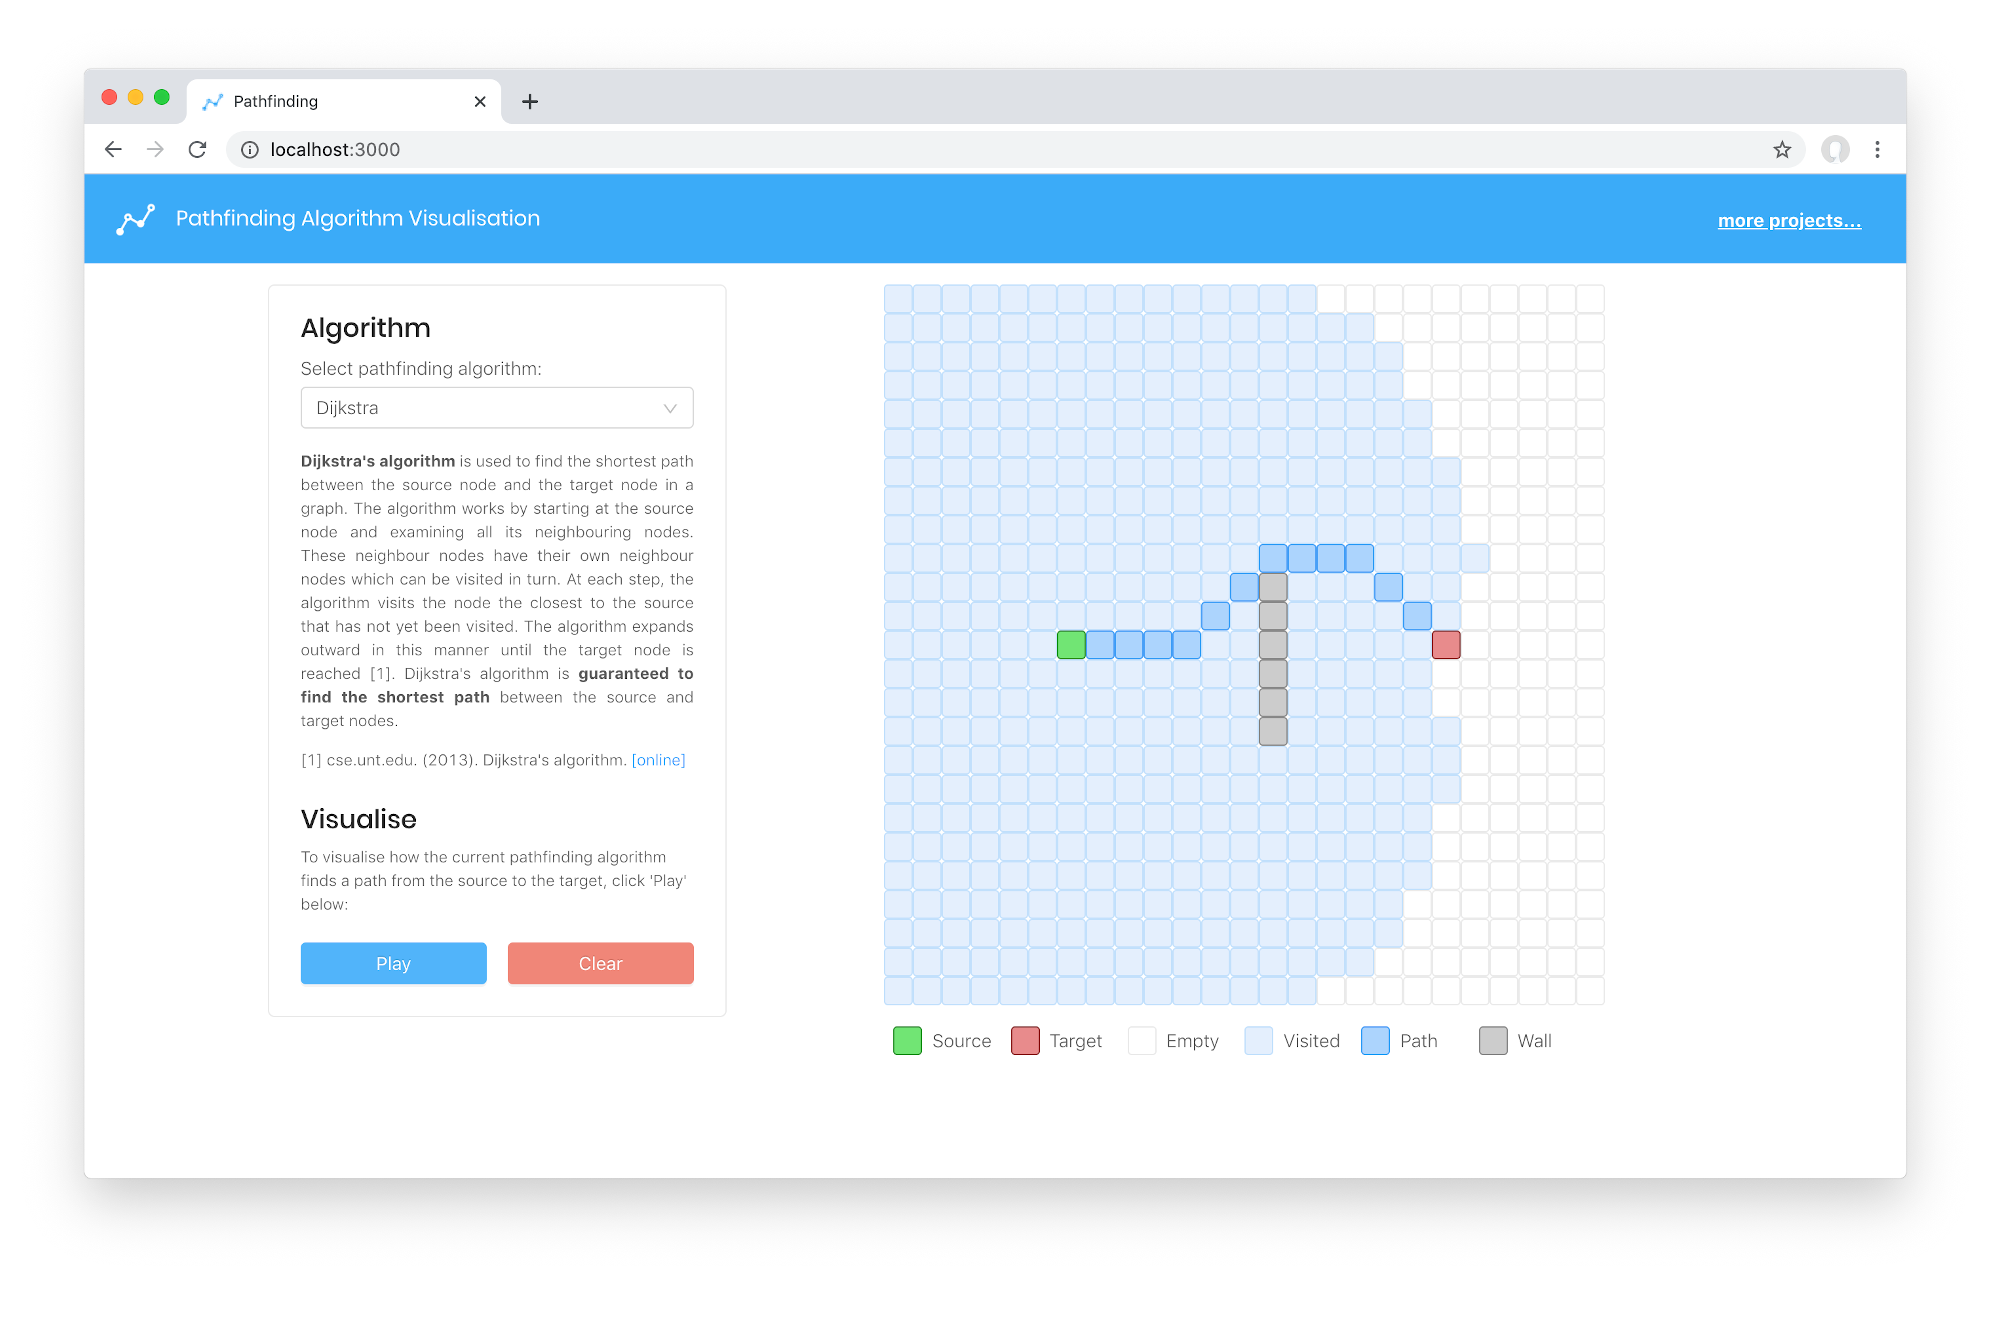 Pathfinding
localhost:3000
Pathfinding Algorithm Visualisation
more projects...
Algorithm
Select pathfinding algorithm:
Dijkstra
Dijkstra's algorithm is used to find the shortest path
between the source node and the target node in a
graph. The algorithm works by starting at the source
node and examining all its neighbouring nodes.
These neighbour nodes have their own neighbour
nodes which can be visited in turn. At each step, the
algorithm visits the node the closest to the source
that has not yet been visited. The algorithm expands
outward in this manner until the target node is
reached [1]. Dijkstra's algorithm is guaranteed to
find the shortest path between the source and
target nodes.
[1] cse.unt.edu. (2013). Dijkstra's algorithm. [online]
Visualise
To visualise how the current pathfinding algorithm
finds a path from the source to the target, click 'Play'
below:
Play
Clear
Source
Target
Empty
Visited
Path
Wall